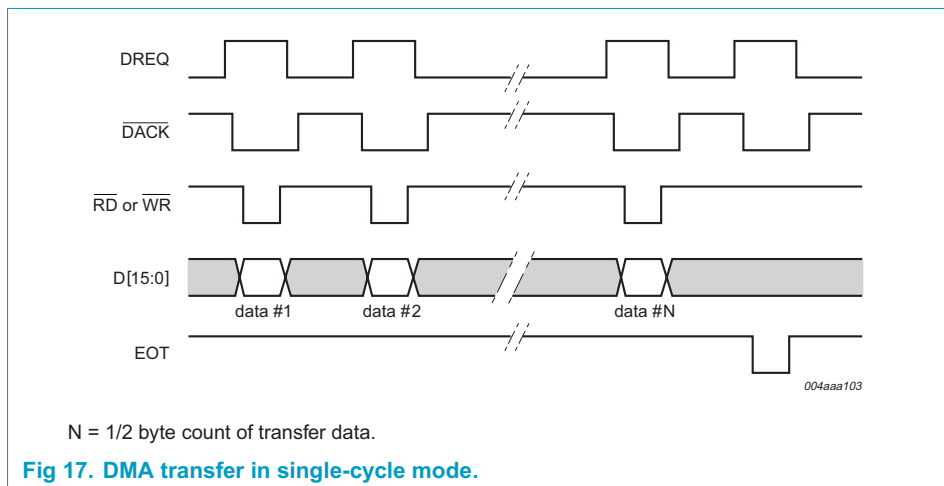 DREQ
DACK
RD or WR
D[15:0]
data #1 data #2 data #N
EOT
004aaa103
N = 1/2 byte count of transfer data.
Fig 17. DMA transfer in single-cycle mode.